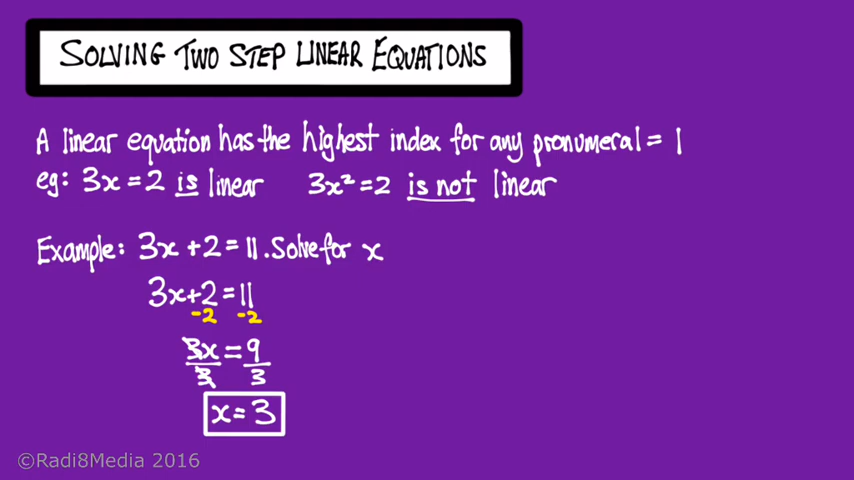 SOLVING TWO STEP LINEAR EQUATIONS
A linear equation has the highest index for any pronumeral = 1
eg: 3x = 2 is linear 3x² = 2 is not linear
Example: 3x + 2 = 11. Solve for x
3x + 2 = 11
-2 -2
3x = 9
3 3
x = 3
©Radi8Media 2016